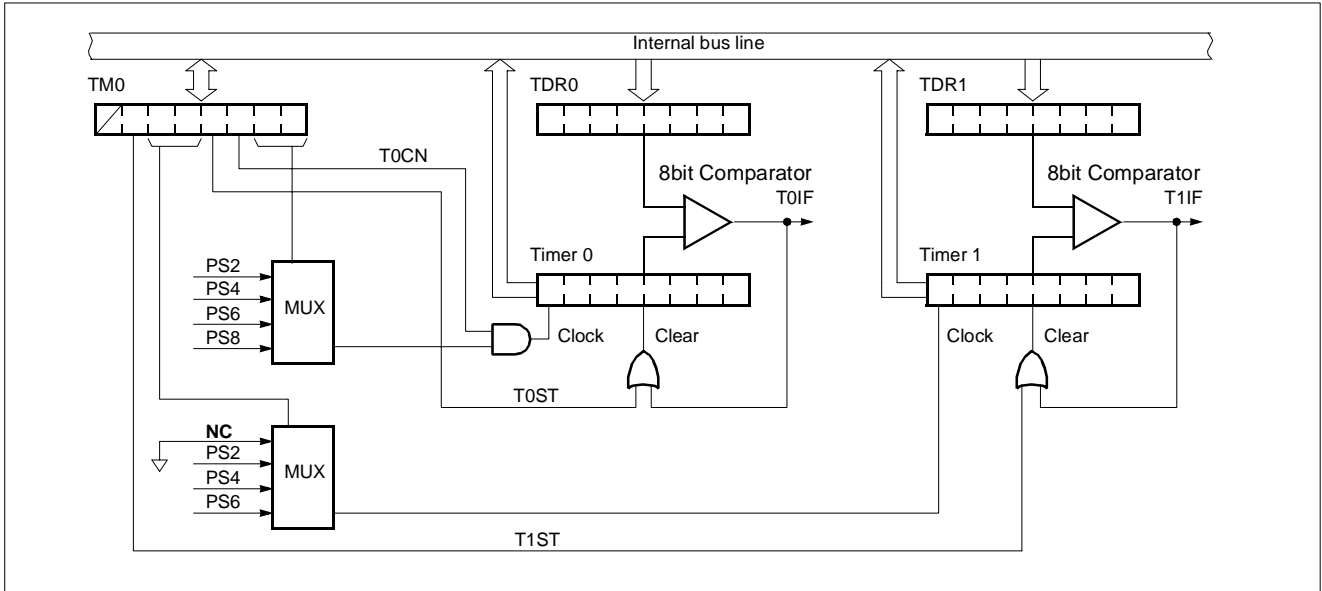 Internal bus line
TM0
TDR0
TDR1
T0CN
8bit Comparator
8bit Comparator
T0IF
T1IF
Timer 0
Timer 1
PS2
PS4
PS6
PS8
MUX
Clock
Clear
Clock
Clear
T0ST
NC
PS2
PS4
PS6
MUX
T1ST